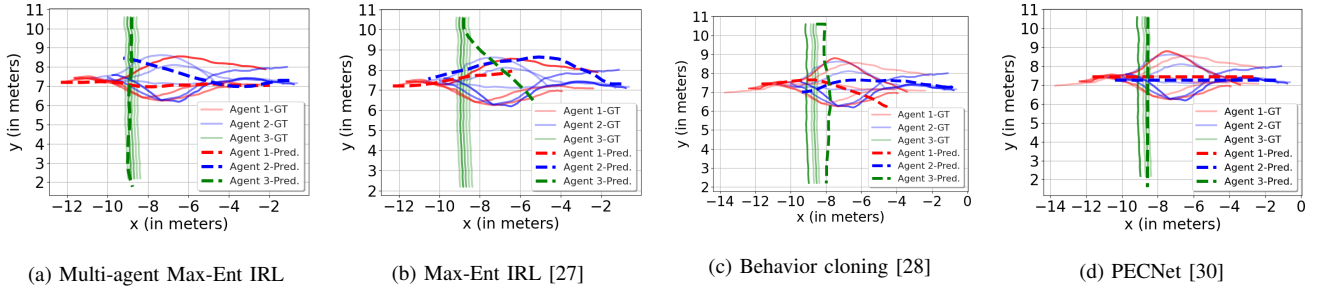 11
10
9
8
7
6
5
4
3
2
y (in meters)
−12 −10 −8 −6 −4 −2
x (in meters)
Agent 1-GT
Agent 2-GT
Agent 3-GT
Agent 1-Pred.
Agent 2-Pred.
Agent 3-Pred.
(a) Multi-agent Max-Ent IRL
11
10
9
8
7
6
5
4
3
2
y (in meters)
−12 −10 −8 −6 −4 −2
x (in meters)
Agent 1-GT
Agent 2-GT
Agent 3-GT
Agent 1-Pred.
Agent 2-Pred.
Agent 3-Pred.
(b) Max-Ent IRL [27]
11
10
9
8
7
6
5
4
3
2
y (in meters)
−14 −12 −10 −8 −6 −4 −2 0
x (in meters)
Agent 1-GT
Agent 2-GT
Agent 3-GT
Agent 1-Pred.
Agent 2-Pred.
Agent 3-Pred.
(c) Behavior cloning [28]
11
10
9
8
7
6
5
4
3
2
y (in meters)
−14 −12 −10 −8 −6 −4 −2 0
x (in meters)
Agent 1-GT
Agent 2-GT
Agent 3-GT
Agent 1-Pred.
Agent 2-Pred.
Agent 3-Pred.
(d) PECNet [30]